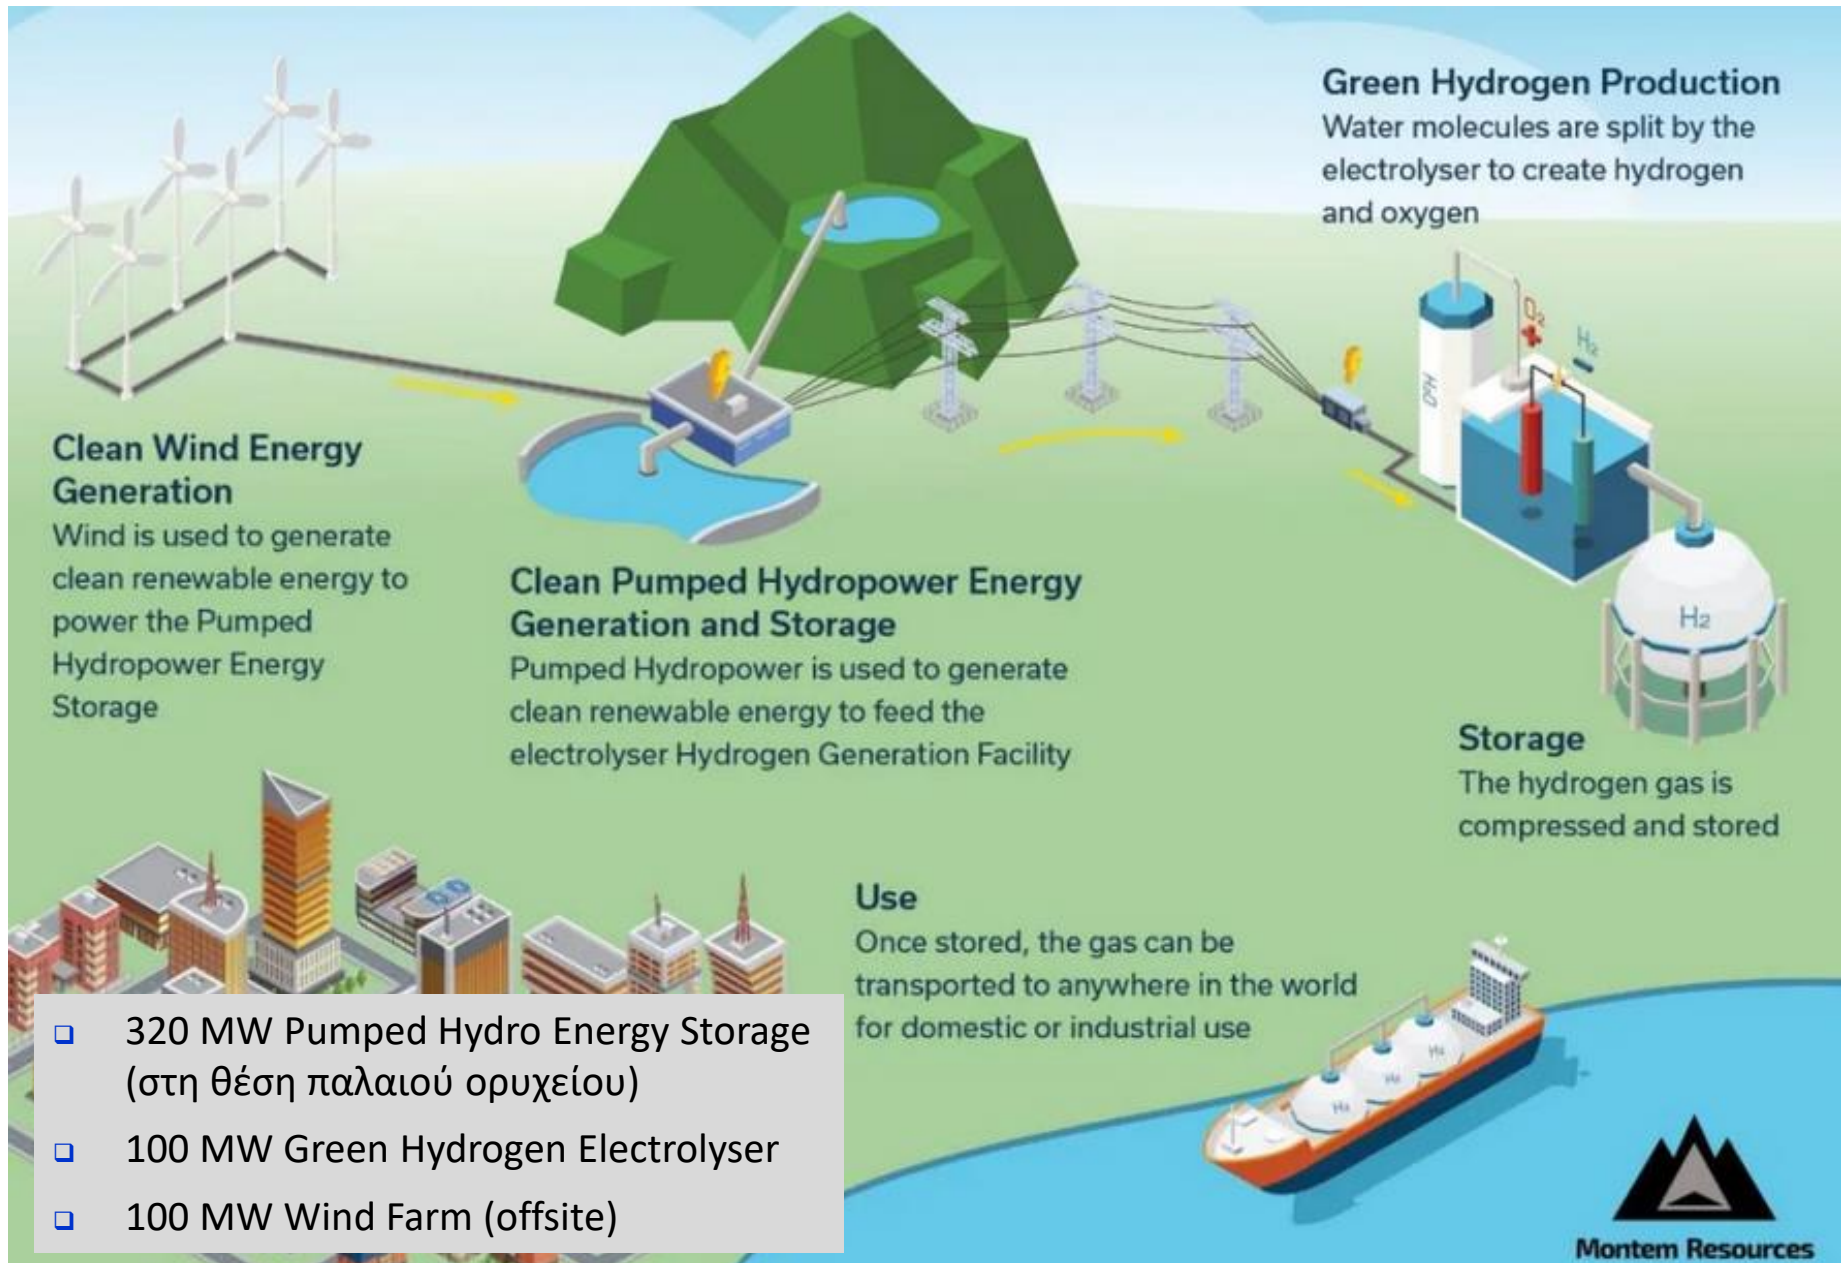 Green Hydrogen Production
Water molecules are split by the
electrolyser to create hydrogen
and oxygen
O2
H2
H2O
Clean Wind Energy
Generation
Wind is used to generate
clean renewable energy to
power the Pumped
Hydropower Energy
Storage
Clean Pumped Hydropower Energy
Generation and Storage
Pumped Hydropower is used to generate
clean renewable energy to feed the
electrolyser Hydrogen Generation Facility
H2
Storage
The hydrogen gas is
compressed and stored
Use
Once stored, the gas can be
transported to anywhere in the world
for domestic or industrial use
H2
H2
H2
320 MW Pumped Hydro Energy Storage
(στη θέση παλαιού ορυχείου)
100 MW Green Hydrogen Electrolyser
100 MW Wind Farm (offsite)
Montem Resources